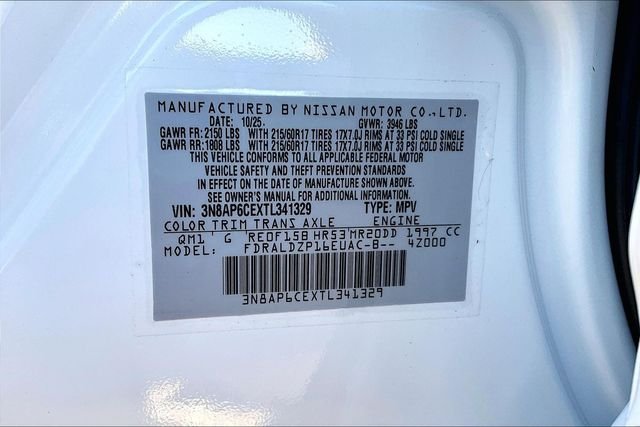 MANUFACTURED BY NISSAN MOTOR CO.,LTD.
DATE: 10/25 GVWR: 3946 LBS
GAWR FR: 2150 LBS WITH 215/60R17 TIRES 17X7.0J RIMS AT 33 PSI COLD SINGLE
GAWR RR: 1808 LBS WITH 215/60R17 TIRES 17X7.0J RIMS AT 33 PSI COLD SINGLE
THIS VEHICLE CONFORMS TO ALL APPLICABLE FEDERAL MOTOR
VEHICLE SAFETY AND THEFT PREVENTION STANDARDS
IN EFFECT ON THE DATE OF MANUFACTURE SHOWN ABOVE.
SEE OWNER'S MANUAL FOR ADDITIONAL INFORMATION.
VIN: 3N8AP6CEXTL341329 TYPE: MPV
COLOR TRIM TRANS AXLE ENGINE
QM1 G RE0F15B HR53 MR20DD 1997 CC
MODEL: FDRALDZP16EUAC-B-- 4Z000
3N8AP6CEXTL341329